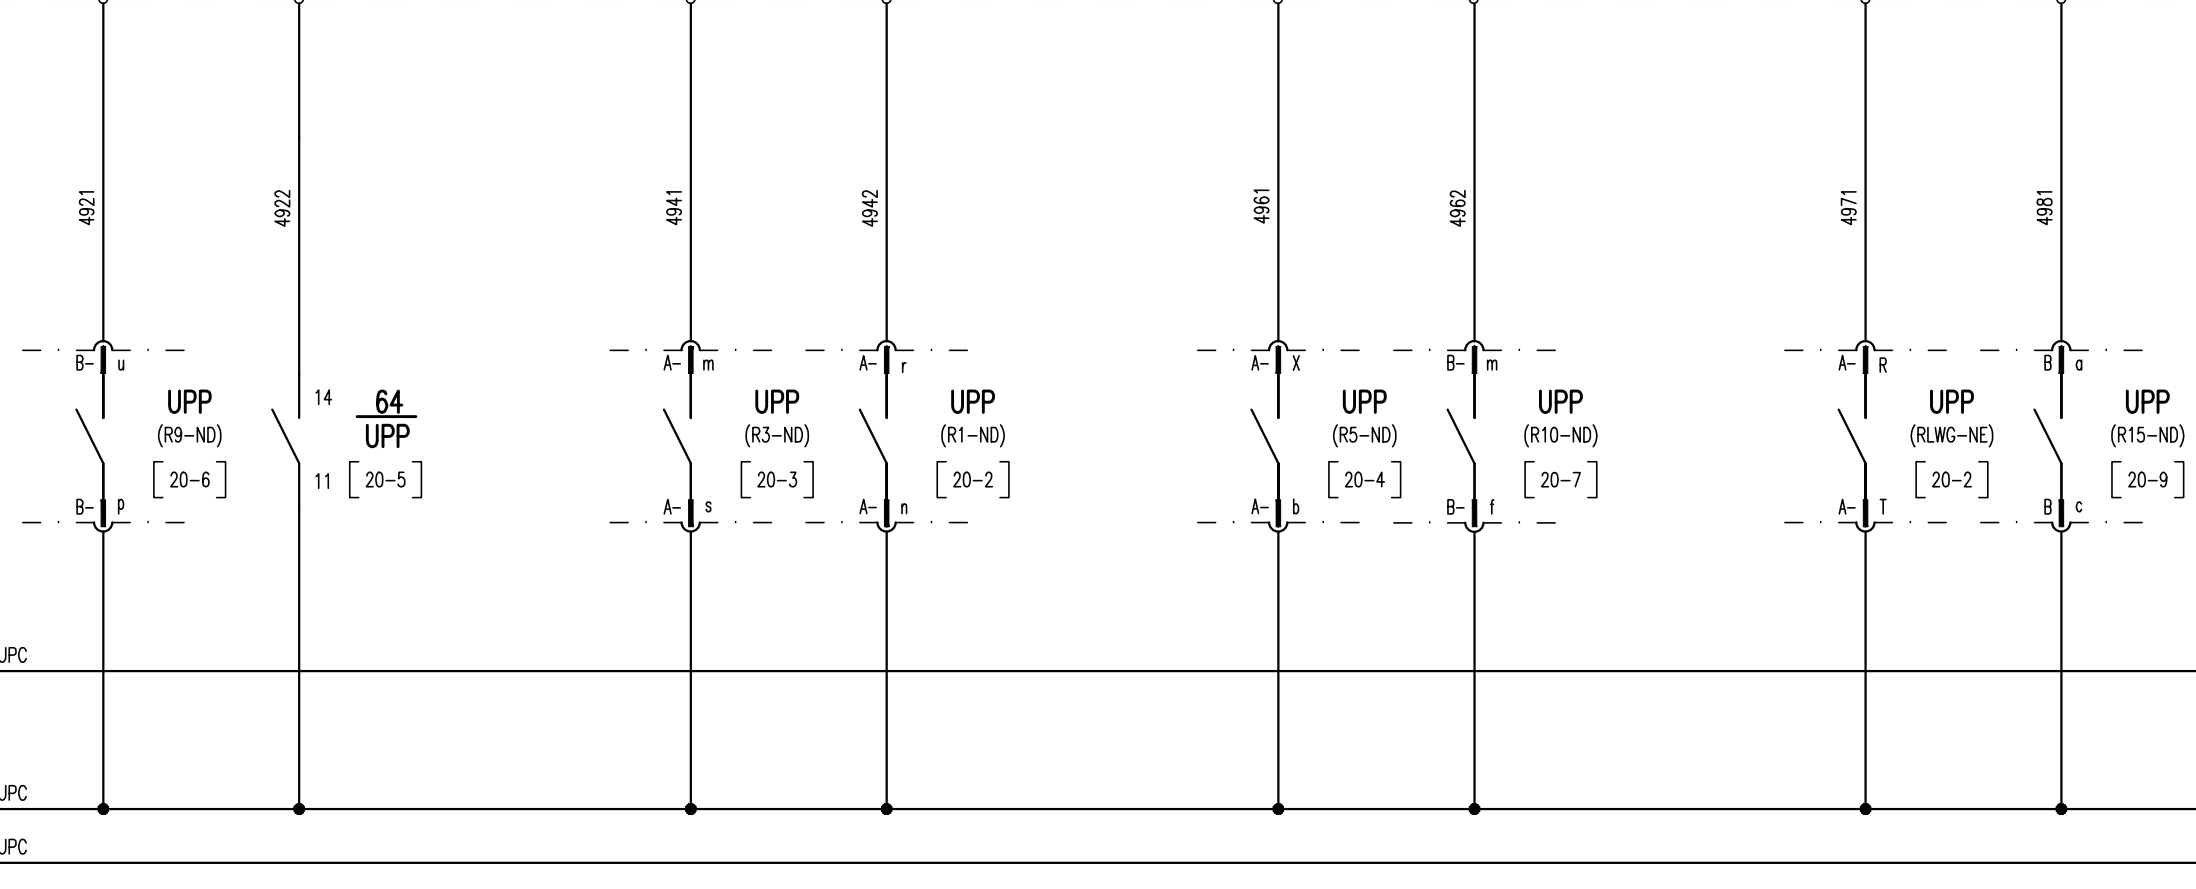 4921
4922
4941
4942
4961
4962
4971
4981
B- u
A- m
A- r
A- X
B- m
A- R
B a
UPP
(R9-ND)
[20-6]
14
64
UPP
11
[20-5]
UPP
(R3-ND)
[20-3]
UPP
(R1-ND)
[20-2]
UPP
(R5-ND)
[20-4]
UPP
(R10-ND)
[20-7]
UPP
(RLWG-NE)
[20-2]
UPP
(R15-ND)
[20-9]
B- p
A- s
A- n
A- b
B- f
A- T
B c
UPC
UPC
UPC